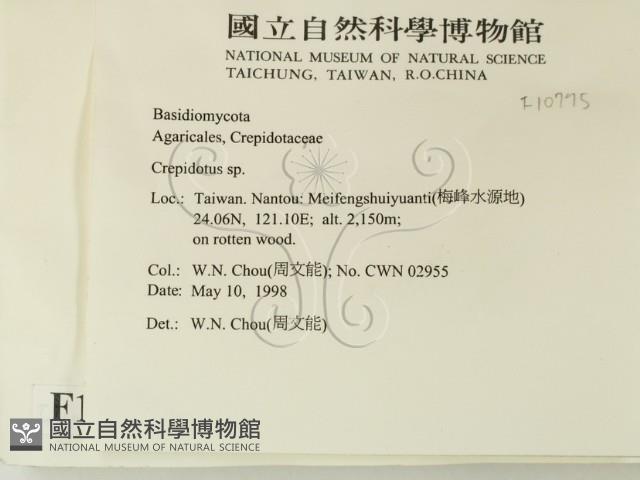 國立自然科學博物館
NATIONAL MUSEUM OF NATURAL SCIENCE
TAICHUNG, TAIWAN, R.O.CHINA
F10775
Basidiomycota
Agaricales, Crepidotaceae
Crepidotus sp.
Loc.: Taiwan. Nantou: Meifengshuiyuanti(梅峰水源地)
24.06N, 121.10E; alt. 2,150m;
on rotten wood.
Col.: W.N. Chou(周文能); No. CWN 02955
Date: May 10, 1998
Det.: W.N. Chou(周文能)
F1
國立自然科學博物館
NATIONAL MUSEUM OF NATURAL SCIENCE